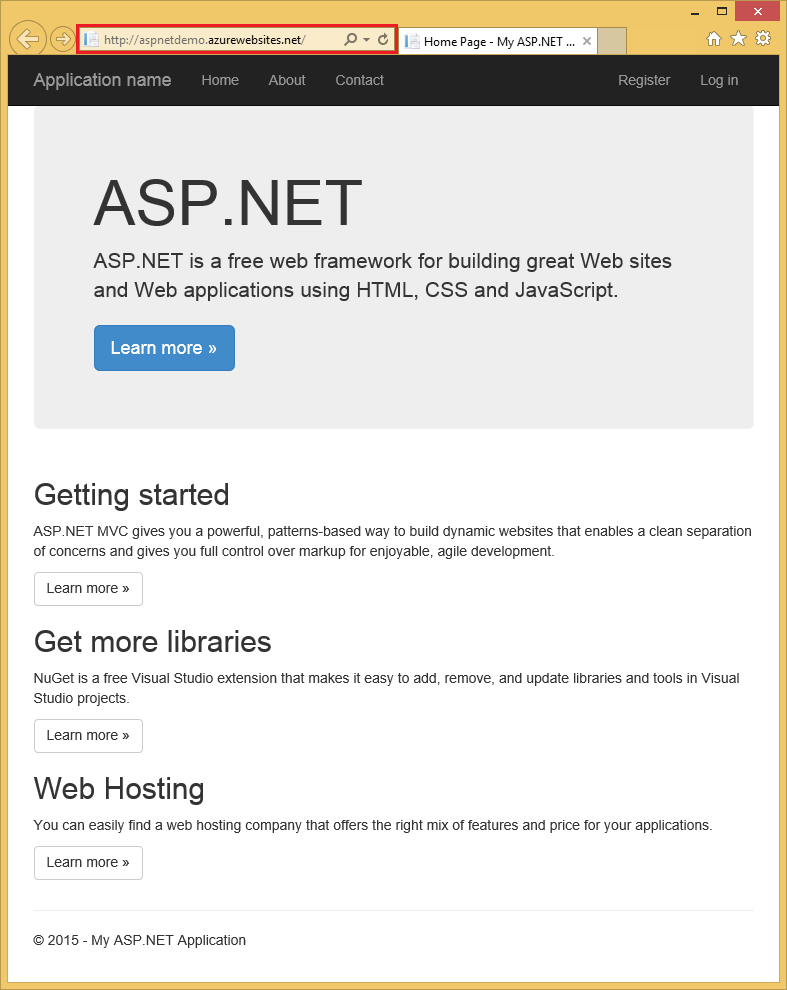 http://aspnetdemo.azurewebsites.net/
Home Page - My ASP.NET ...
Application name
Home
About
Contact
Register
Log in
ASP.NET
ASP.NET is a free web framework for building great Web sites
and Web applications using HTML, CSS and JavaScript.
Learn more »
Getting started
ASP.NET MVC gives you a powerful, patterns-based way to build dynamic websites that enables a clean separation
of concerns and gives you full control over markup for enjoyable, agile development.
Learn more »
Get more libraries
NuGet is a free Visual Studio extension that makes it easy to add, remove, and update libraries and tools in Visual
Studio projects.
Learn more »
Web Hosting
You can easily find a web hosting company that offers the right mix of features and price for your applications.
Learn more »
© 2015 - My ASP.NET Application